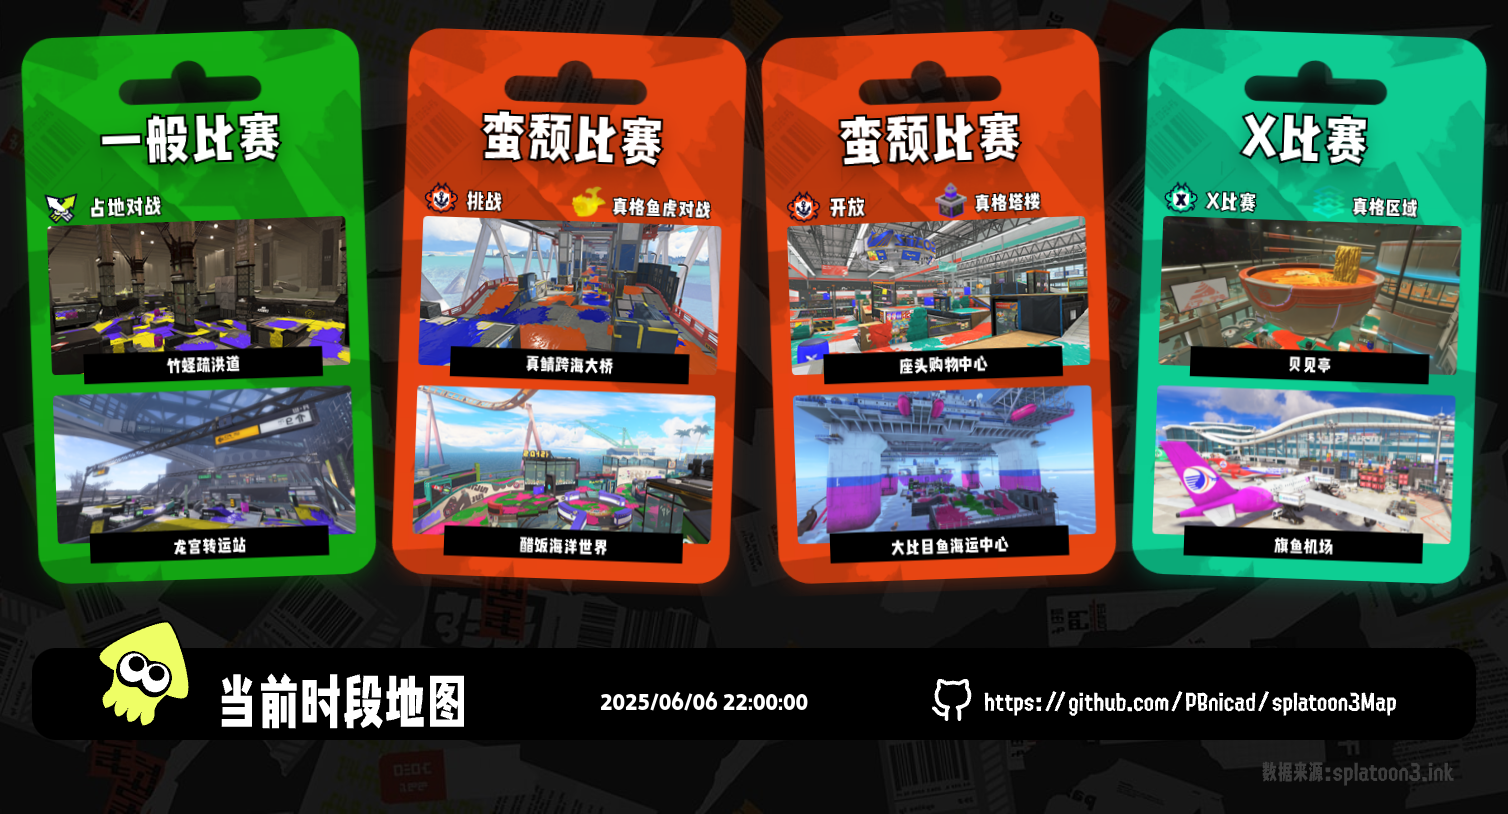 一般比赛
占地对战
竹蛏疏洪道
龙宫转运站
蛮颓比赛
挑战
真格鱼虎对战
真鲭跨海大桥
醋饭海洋世界
蛮颓比赛
开放
真格塔楼
座头购物中心
大比目鱼海运中心
X比赛
X比赛
真格区域
贝见亭
旗鱼机场
当前时段地图
2025/06/06 22:00:00
https://github.com/PBnicad/splatoon3Map
数据来源:splatoon3.ink